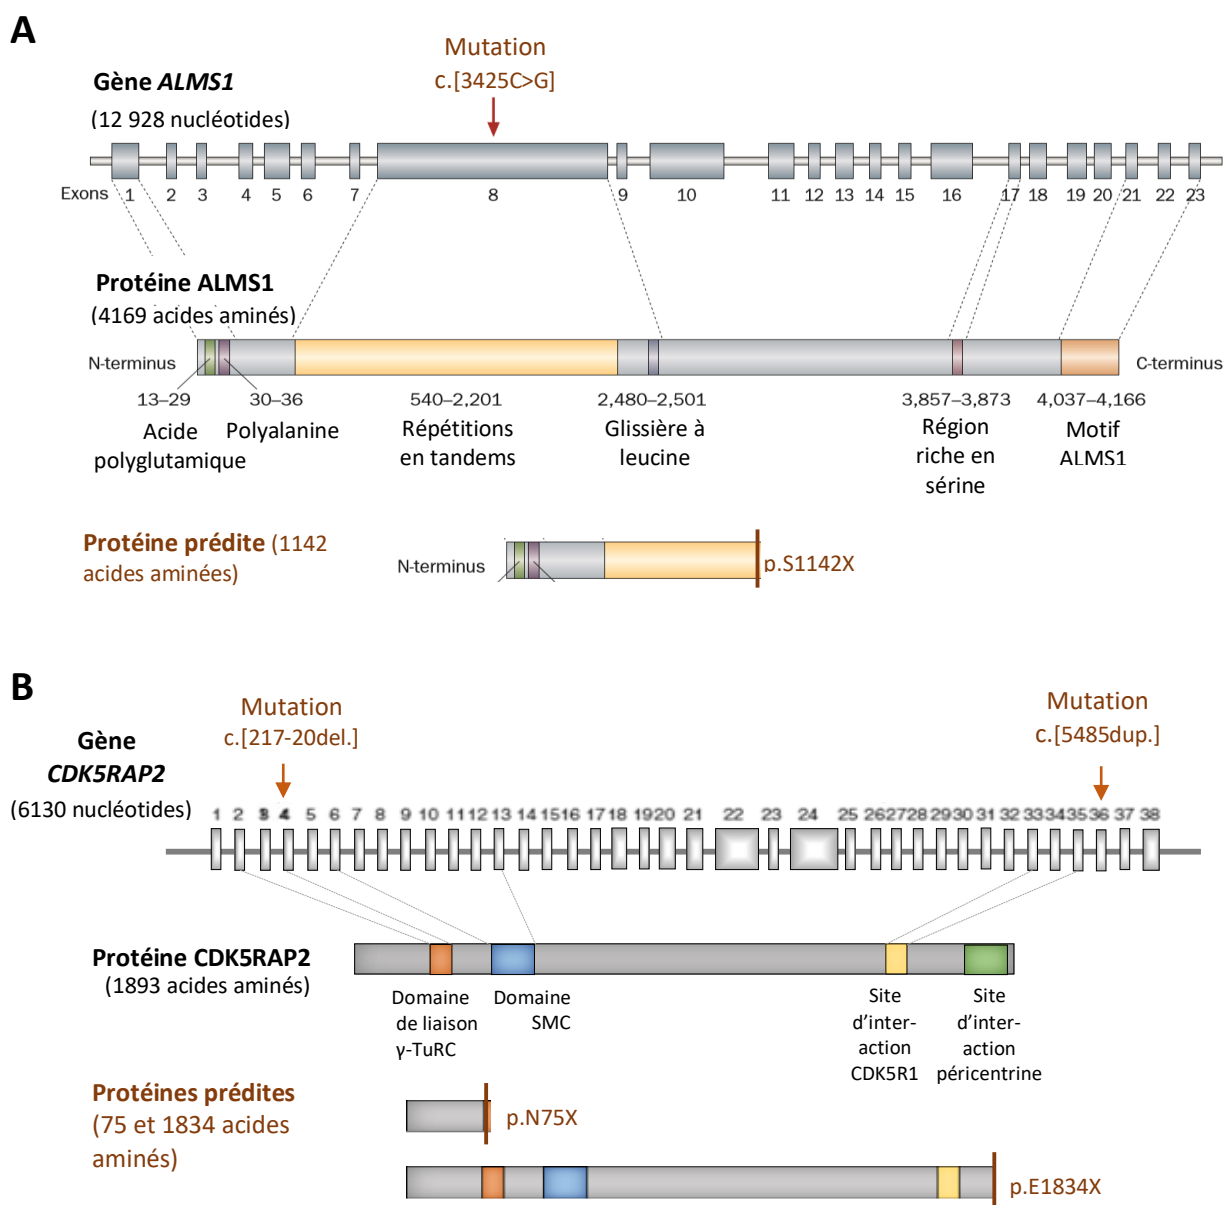 A
Mutation
c.[3425C>G]
Gène ALMS1
(12 928 nucléotides)
Exons 1 2 3 4 5 6 7 8 9 10 11 12 13 14 15 16 17 18 19 20 21 22 23
Protéine ALMS1
(4169 acides aminés)
N-terminus
C-terminus
13–29 30–36 540–2,201 2,480–2,501 3,857–3,873 4,037–4,166
Acide
polyglutamique
Polyalanine
Répétitions
en tandems
Glissière à
leucine
Région
riche en
sérine
Motif
ALMS1
Protéine prédite (1142
acides aminées)
N-terminus
p.S1142X
B
Mutation
c.[217-20del.]
Mutation
c.[5485dup.]
Gène
CDK5RAP2
(6130 nucléotides)
1 2 3 4 5 6 7 8 9 10 11 12 13 14 15 16 17 18 19 20 21 22 23 24 25 26 27 28 29 30 31 32 33 34 35 36 37 38
Protéine CDK5RAP2
(1893 acides aminés)
Domaine
de liaison
γ-TuRC
Domaine
SMC
Site
d'inter-
action
CDK5R1
Site
d'inter-
action
péricentrine
Protéines prédites
(75 et 1834 acides
aminés)
p.N75X
p.E1834X